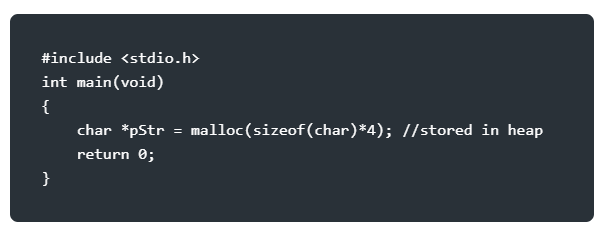 #include <stdio.h>
int main(void)
{
    char *pStr = malloc(sizeof(char)*4); //stored in heap
    return 0;
}